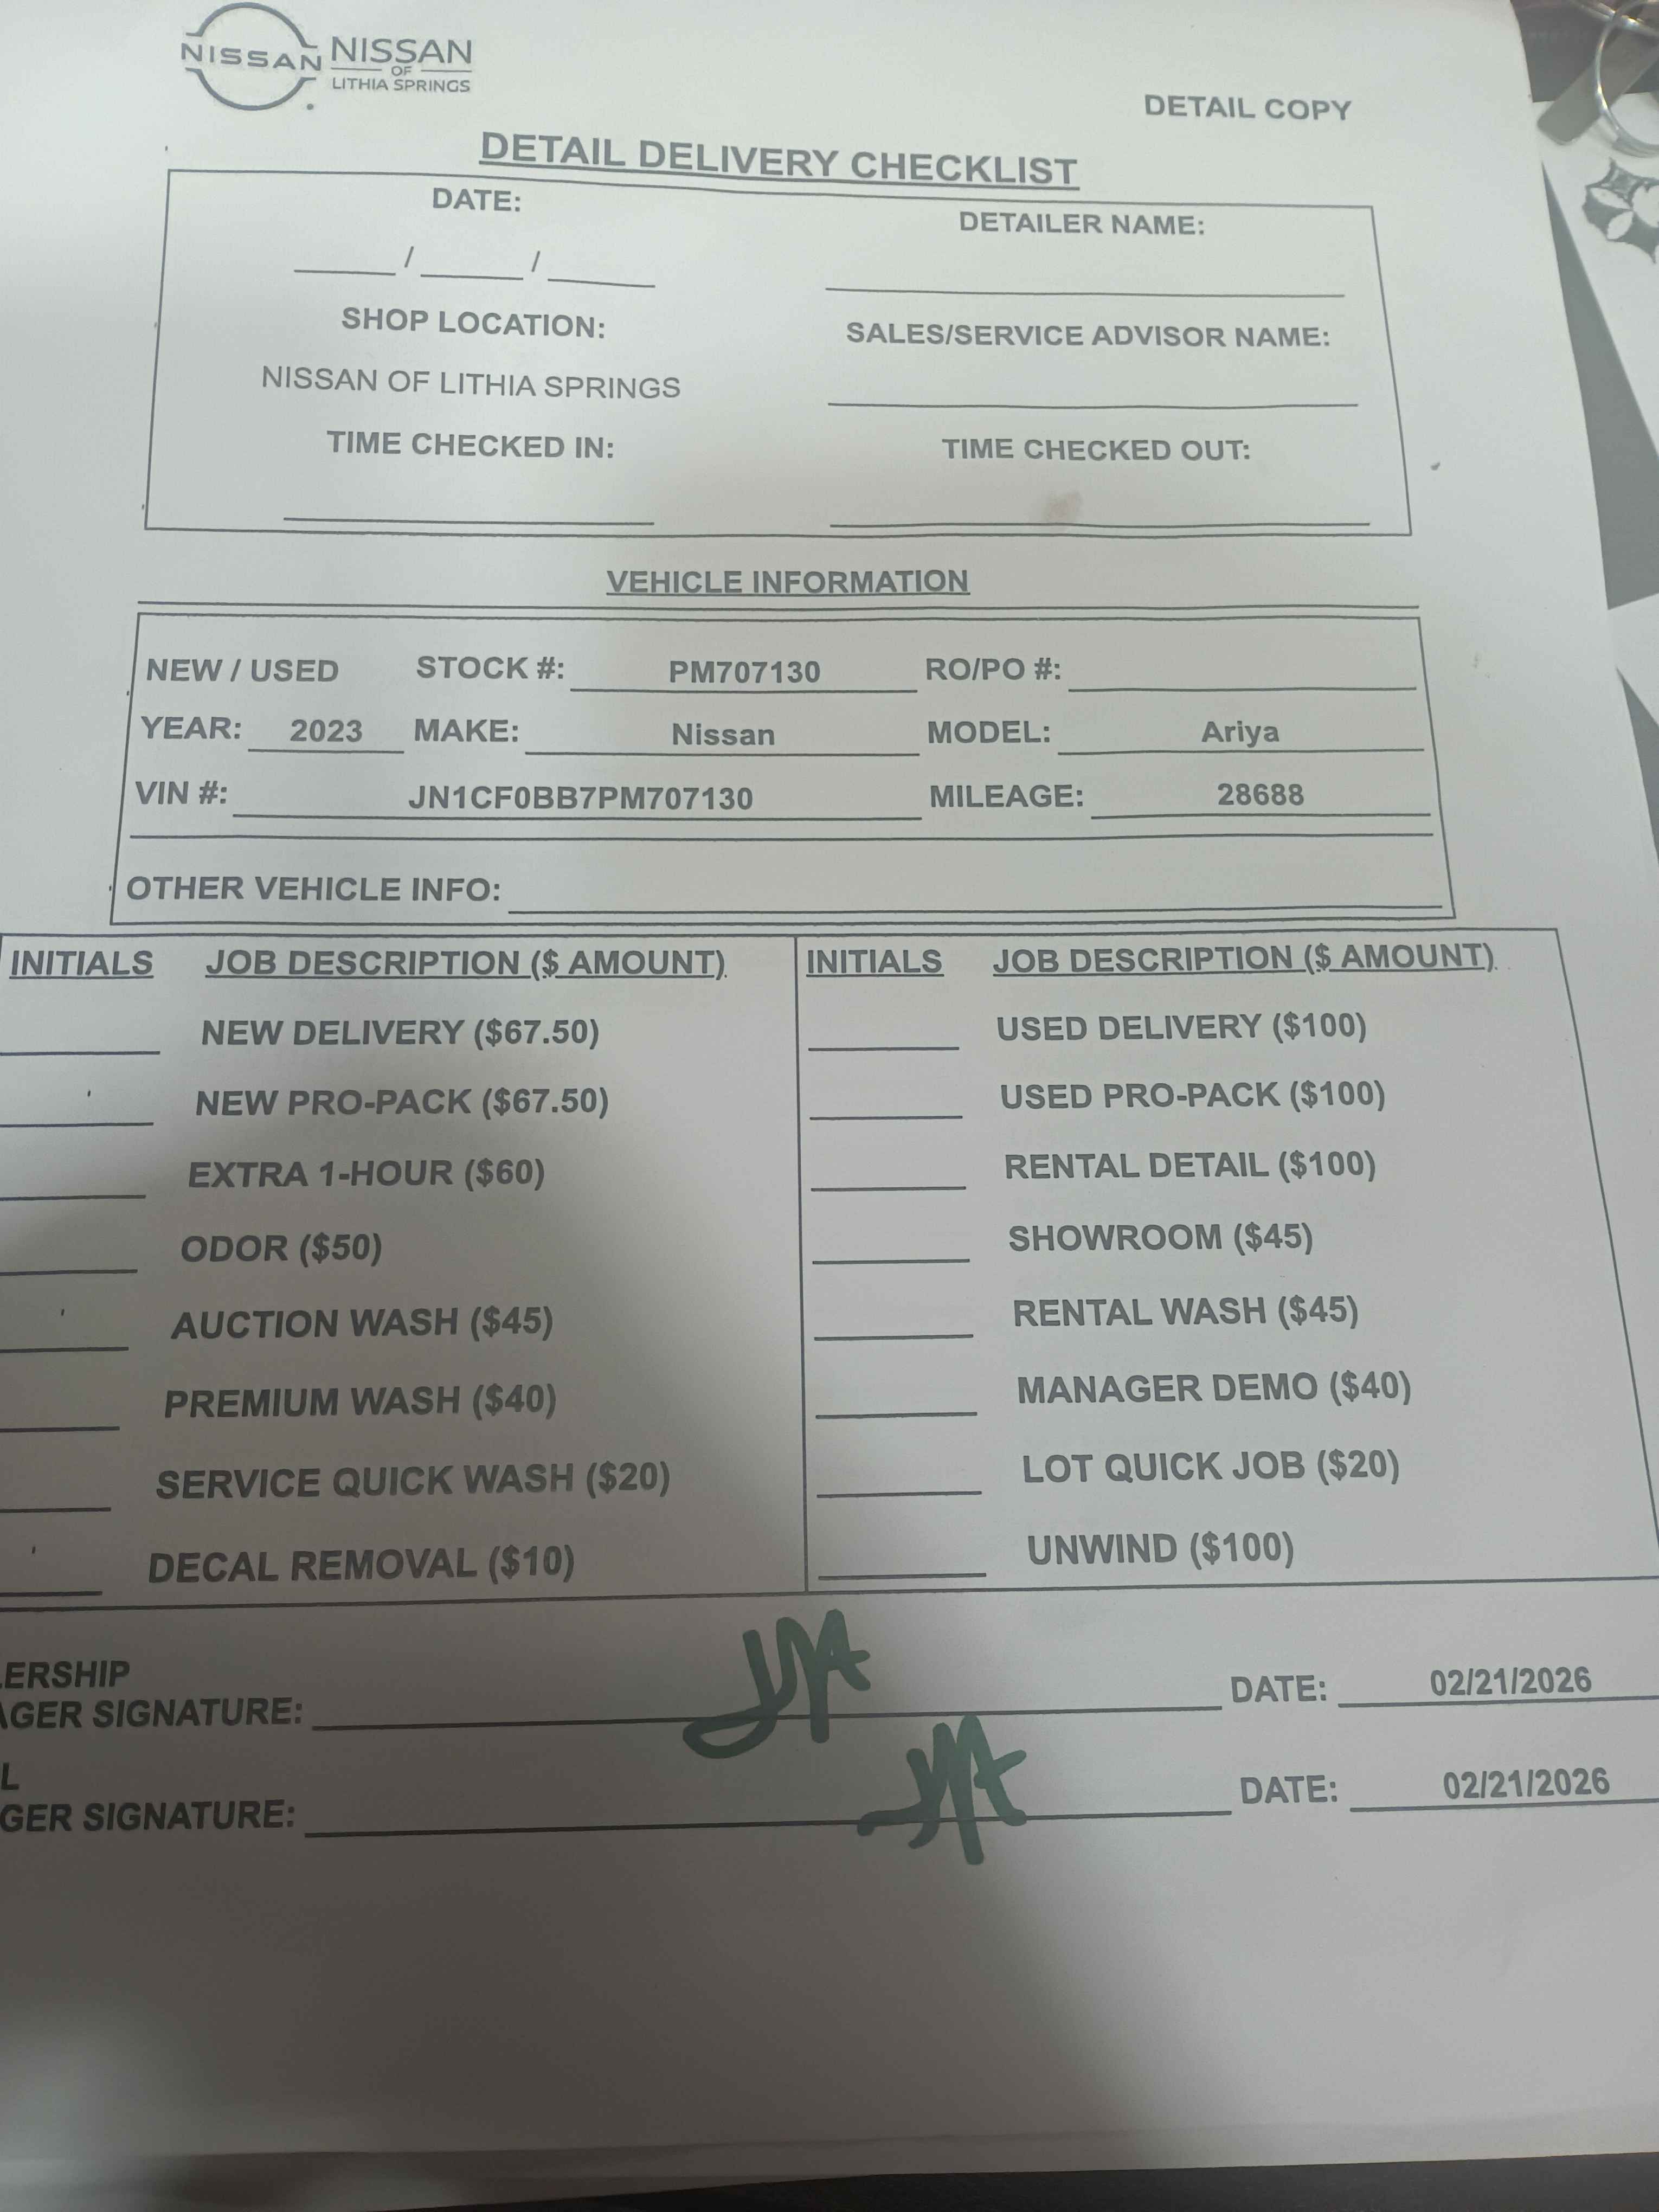 NISSAN NISSAN
OF
LITHIA SPRINGS
DETAIL COPY
DETAIL DELIVERY CHECKLIST
DATE: DETAILER NAME:
____ / ____ / ____
SHOP LOCATION: SALES/SERVICE ADVISOR NAME:
NISSAN OF LITHIA SPRINGS
TIME CHECKED IN: TIME CHECKED OUT:
VEHICLE INFORMATION
NEW / USED STOCK #: PM707130 RO/PO #:
YEAR: 2023 MAKE: Nissan MODEL: Ariya
VIN #: JN1CF0BB7PM707130 MILEAGE: 28688
OTHER VEHICLE INFO:
INITIALS JOB DESCRIPTION ($ AMOUNT) INITIALS JOB DESCRIPTION ($ AMOUNT)
NEW DELIVERY ($67.50) USED DELIVERY ($100)
NEW PRO-PACK ($67.50) USED PRO-PACK ($100)
EXTRA 1-HOUR ($60) RENTAL DETAIL ($100)
ODOR ($50) SHOWROOM ($45)
AUCTION WASH ($45) RENTAL WASH ($45)
PREMIUM WASH ($40) MANAGER DEMO ($40)
SERVICE QUICK WASH ($20) LOT QUICK JOB ($20)
DECAL REMOVAL ($10) UNWIND ($100)
LERSHIP
AGER SIGNATURE: DATE: 02/21/2026
L
GER SIGNATURE: DATE: 02/21/2026